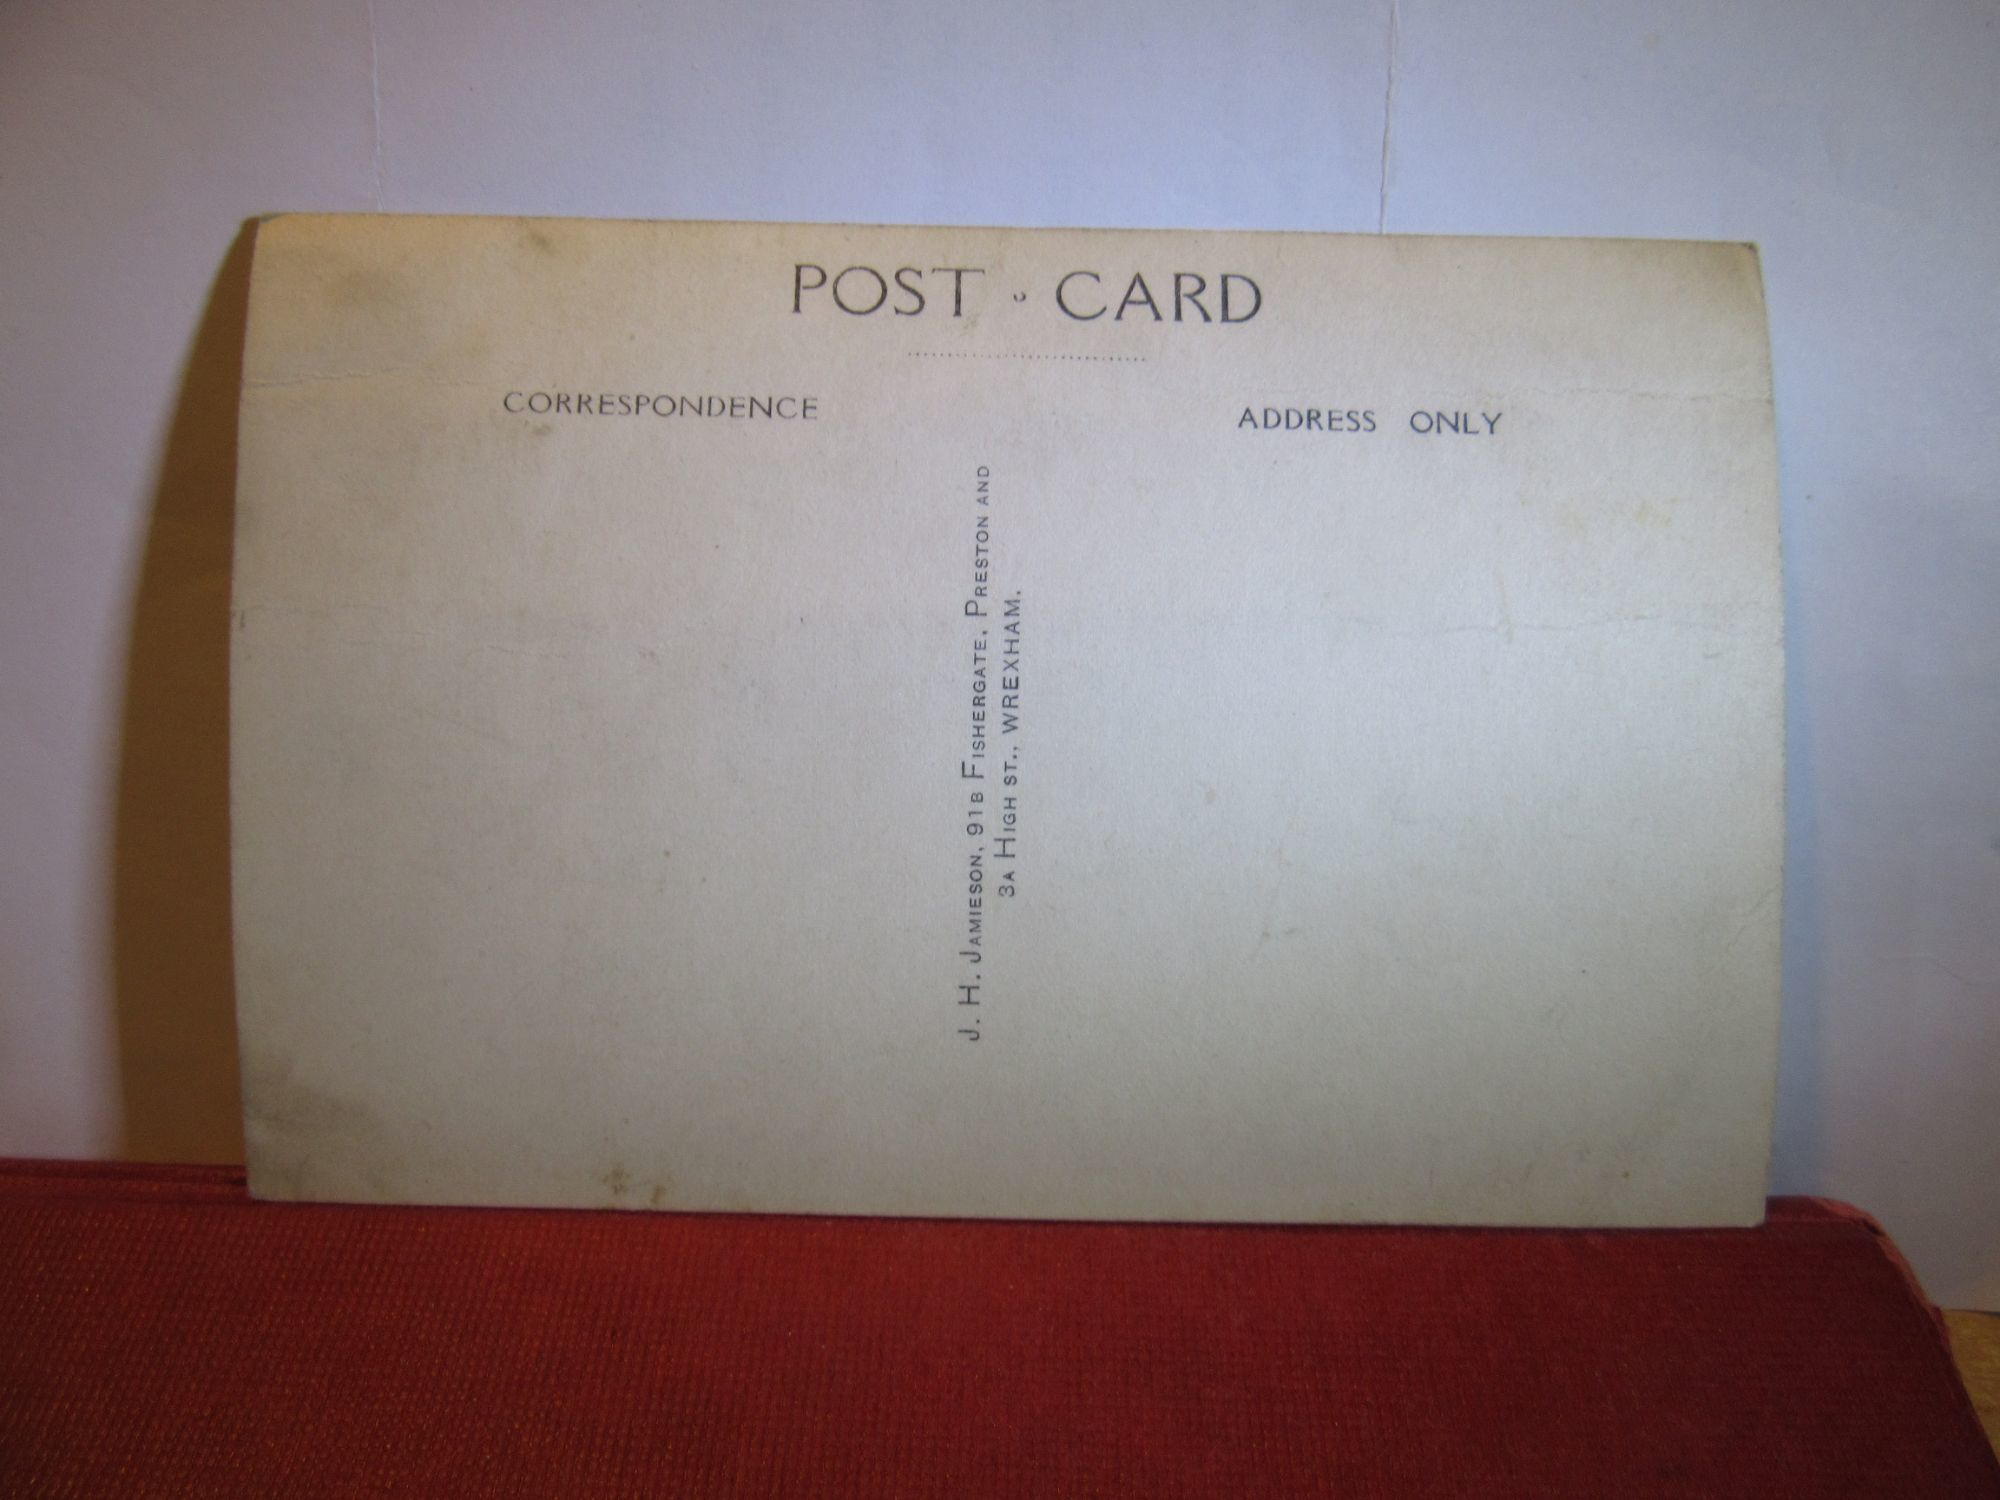 POST · CARD
CORRESPONDENCE
ADDRESS ONLY
J. H. JAMIESON, 91B FISHERGATE, PRESTON AND
3A HIGH ST., WREXHAM.